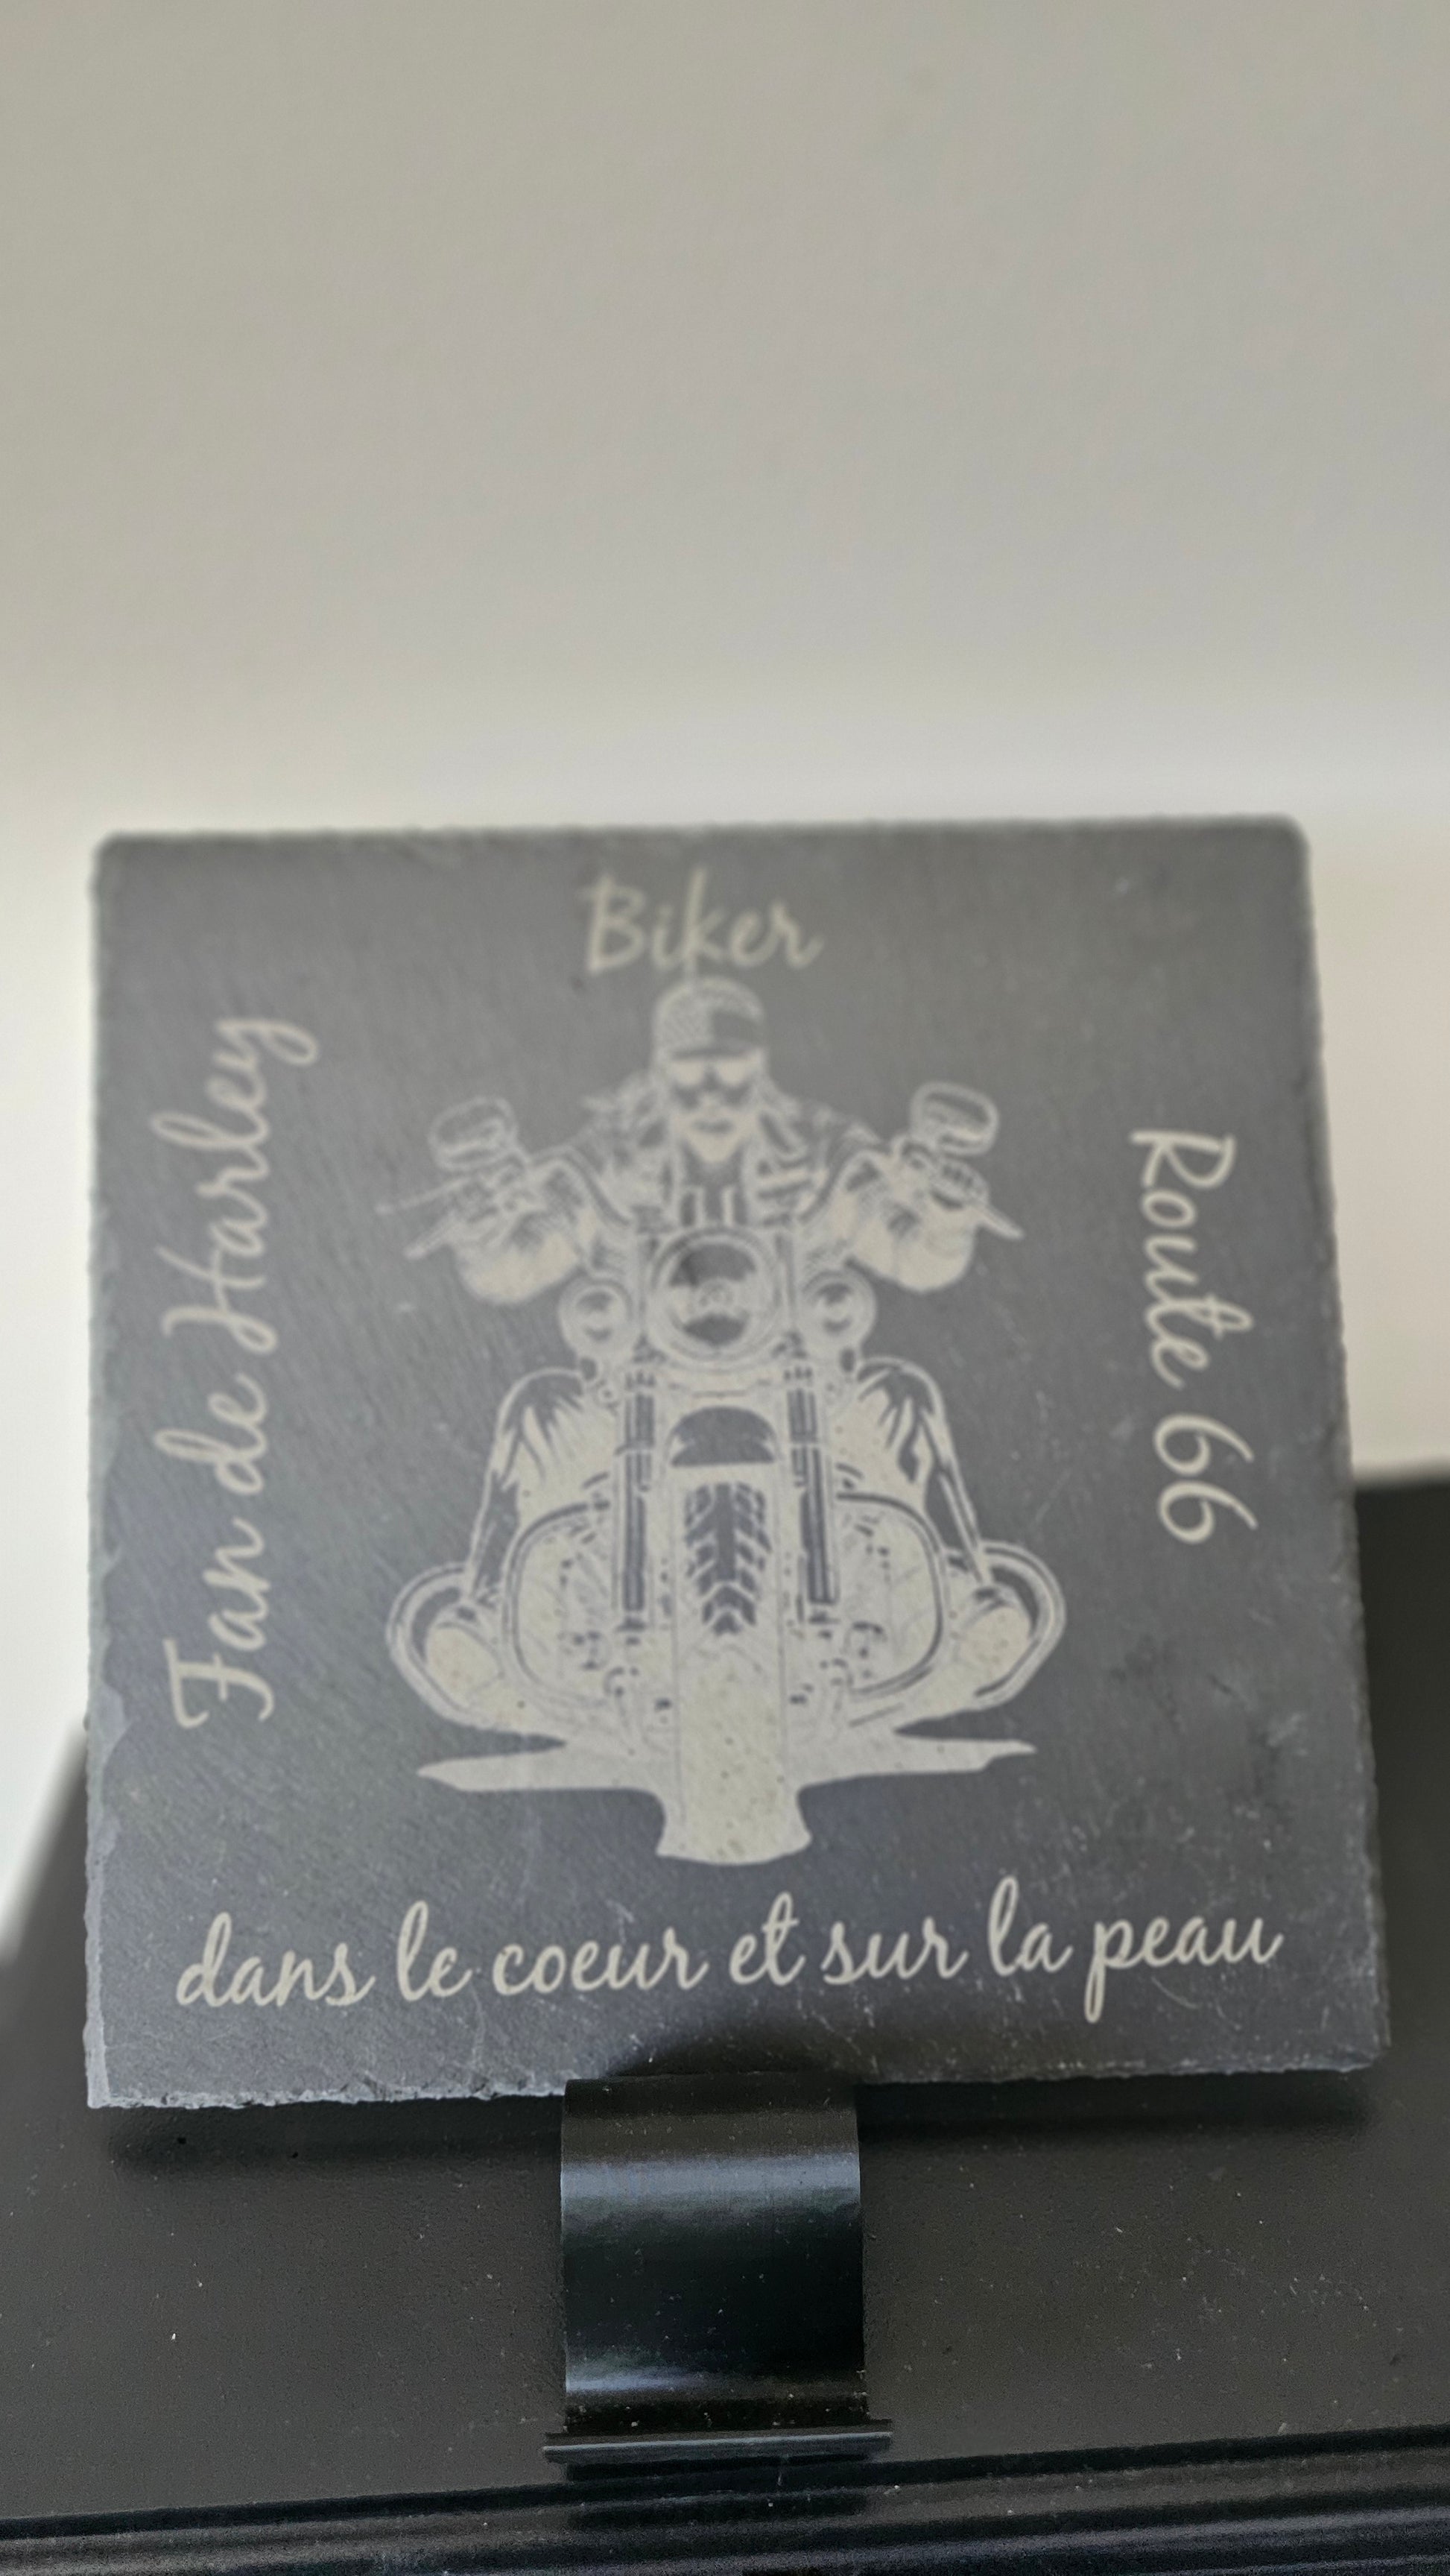 Biker
Fan de Harley
Route 66
dans le coeur et sur la peau